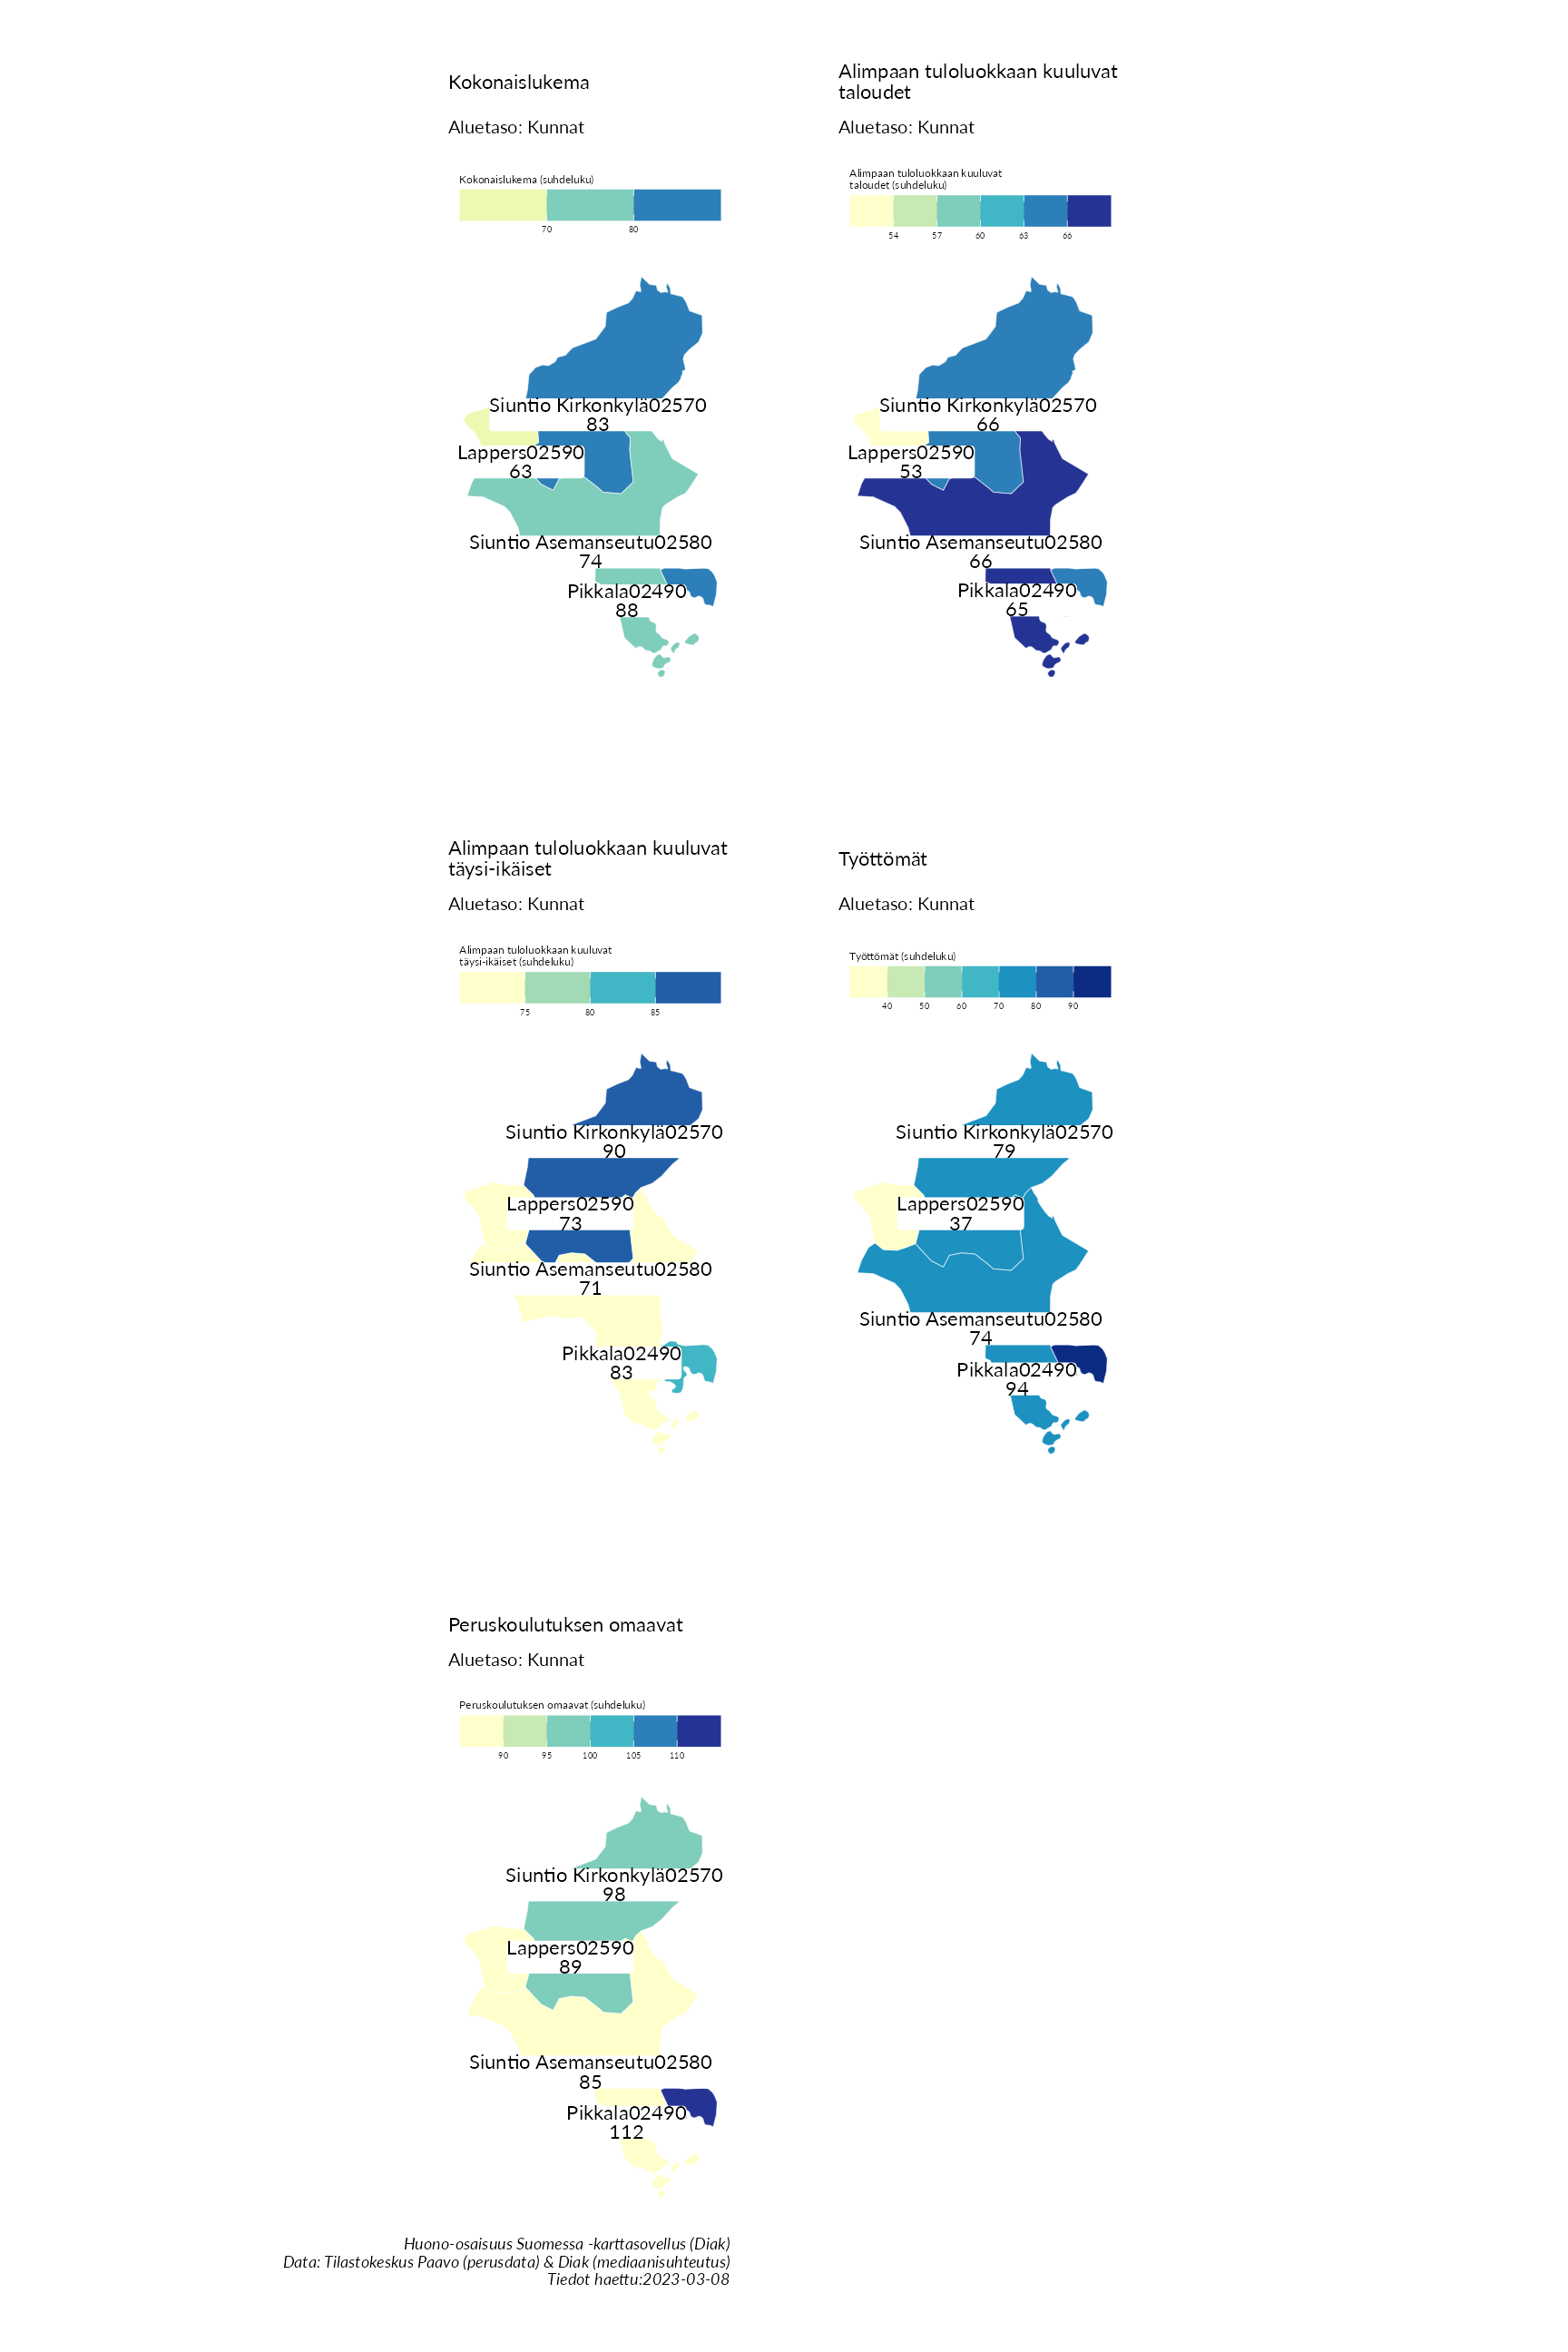 Kokonaislukema
Aluetaso: Kunnat
Kokonaislukema (suhdeluku)
70 80
Siuntio Kirkonkylä02570
83
Lappers02590
63
Siuntio Asemanseutu02580
74
Pikkala02490
88
Alimpaan tuloluokkaan kuuluvat
taloudet
Aluetaso: Kunnat
Alimpaan tuloluokkaan kuuluvat
taloudet (suhdeluku)
54 57 60 63 66
Siuntio Kirkonkylä02570
66
Lappers02590
53
Siuntio Asemanseutu02580
66
Pikkala02490
65
Alimpaan tuloluokkaan kuuluvat
täysi-ikäiset
Aluetaso: Kunnat
Alimpaan tuloluokkaan kuuluvat
täysi-ikäiset (suhdeluku)
75 80 85
Siuntio Kirkonkylä02570
90
Lappers02590
73
Siuntio Asemanseutu02580
71
Pikkala02490
83
Työttömät
Aluetaso: Kunnat
Työttömät (suhdeluku)
40 50 60 70 80 90
Siuntio Kirkonkylä02570
79
Lappers02590
37
Siuntio Asemanseutu02580
74
Pikkala02490
94
Peruskoulutuksen omaavat
Aluetaso: Kunnat
Peruskoulutuksen omaavat (suhdeluku)
90 95 100 105 110
Siuntio Kirkonkylä02570
98
Lappers02590
89
Siuntio Asemanseutu02580
85
Pikkala02490
112
Huono-osaisuus Suomessa -karttasovellus (Diak)
Data: Tilastokeskus Paavo (perusdata) & Diak (mediaanisuhteutus)
Tiedot haettu:2023-03-08